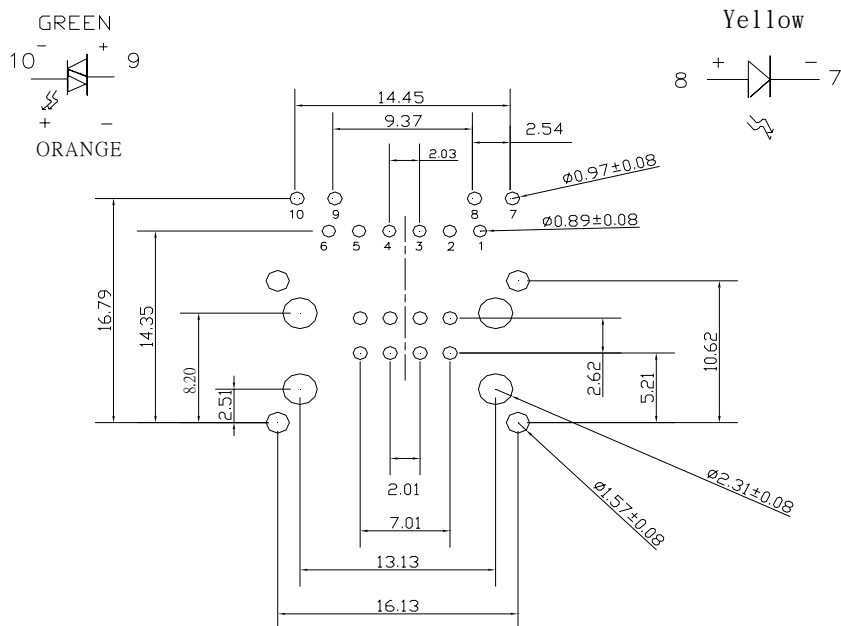 GREEN
- +
10 9
+ -
ORANGE
Yellow
8 + - 7
14.45
9.37
2.54
2.03
ø0.97±0.08
10 9 8 7
ø0.89±0.08
6 5 4 3 2 1
16.79
14.35
8.20
2.51
2.62
5.21
10.62
2.01
7.01
13.13
16.13
ø2.31±0.08
ø1.57±0.08